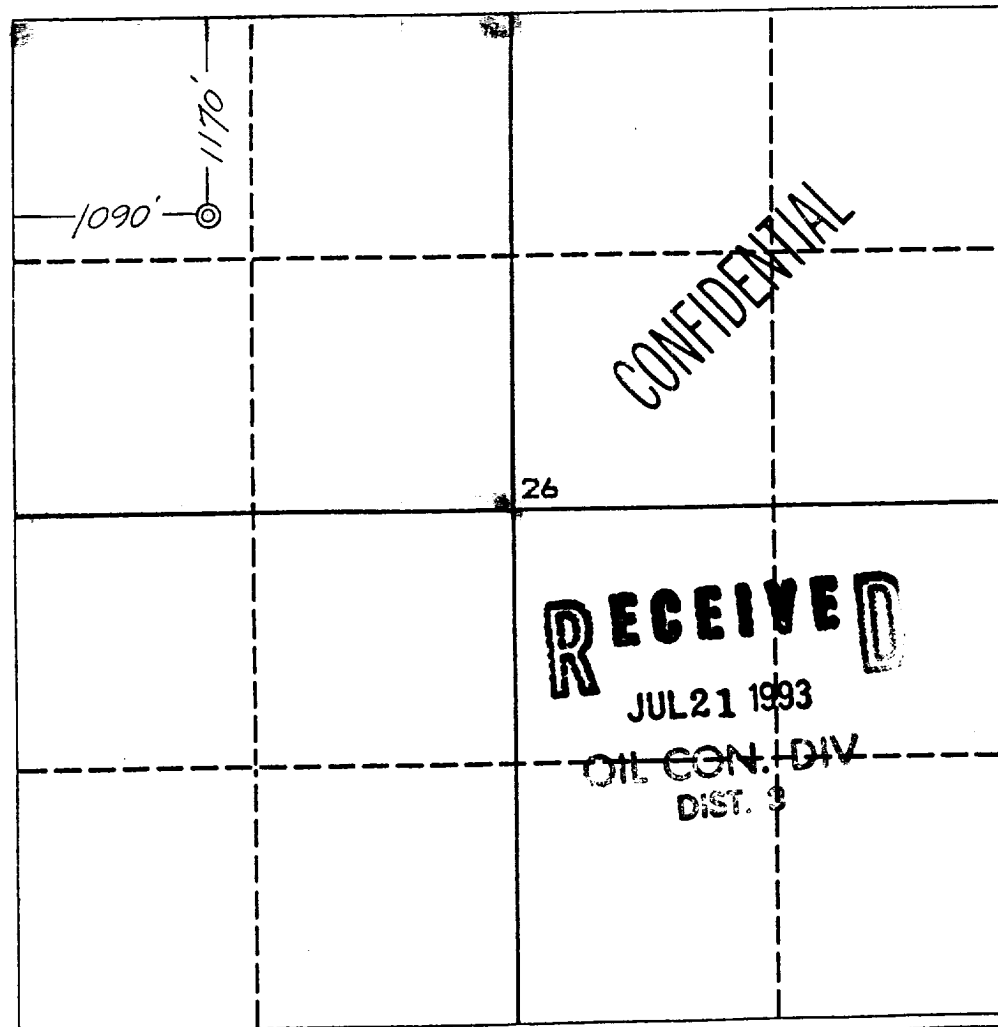 1170'
1090'
CONFIDENTIAL
26
RECEIVED
JUL 21 1993
OIL CON. DIV
DIST. 3